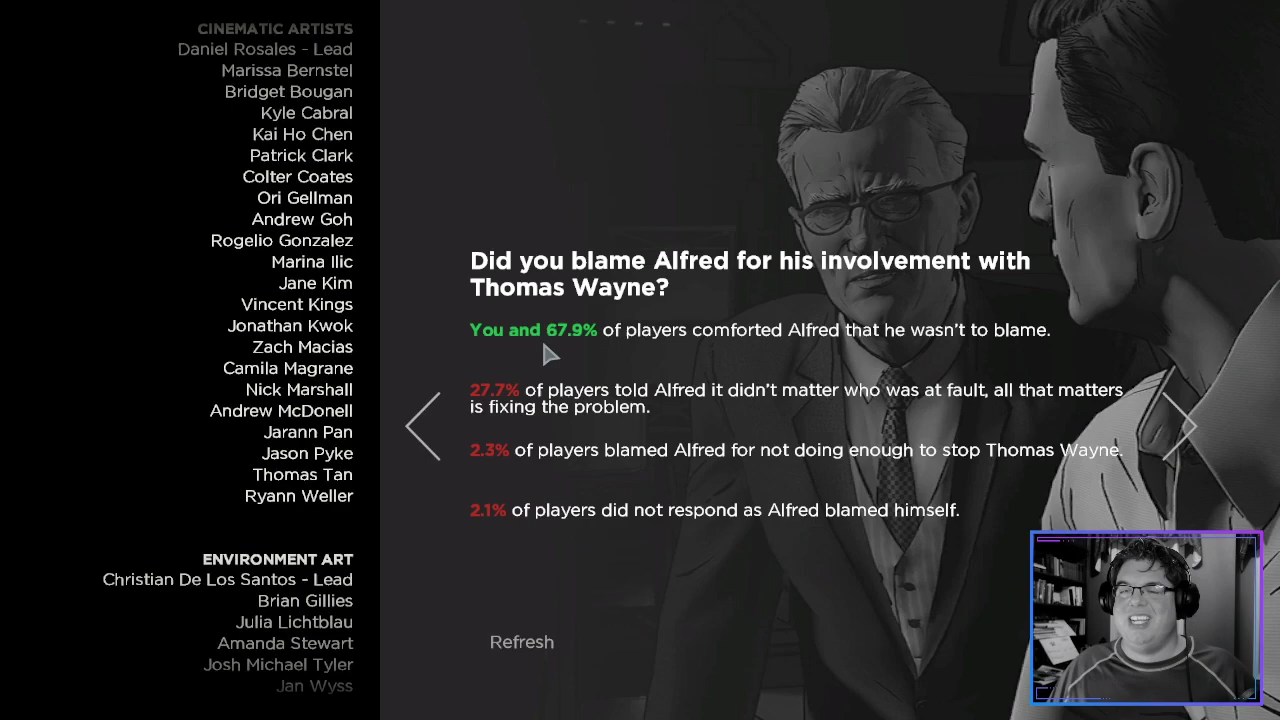 CINEMATIC ARTISTS
Daniel Rosales - Lead
Marissa Bernstel
Bridget Bougan
Kyle Cabral
Kai Ho Chen
Patrick Clark
Colter Coates
Ori Gellman
Andrew Goh
Rogelio Gonzalez
Marina Ilic
Jane Kim
Vincent Kings
Jonathan Kwok
Zach Macias
Camila Magrane
Nick Marshall
Andrew McDonell
Jarann Pan
Jason Pyke
Thomas Tan
Ryann Weller
ENVIRONMENT ART
Christian De Los Santos - Lead
Brian Gillies
Julia Lichtblau
Amanda Stewart
Josh Michael Tyler
Jan Wyss
Did you blame Alfred for his involvement with
Thomas Wayne?
You and 67.9% of players comforted Alfred that he wasn't to blame.
27.7% of players told Alfred it didn't matter who was at fault, all that matters
is fixing the problem.
2.3% of players blamed Alfred for not doing enough to stop Thomas Wayne.
2.1% of players did not respond as Alfred blamed himself.
Refresh